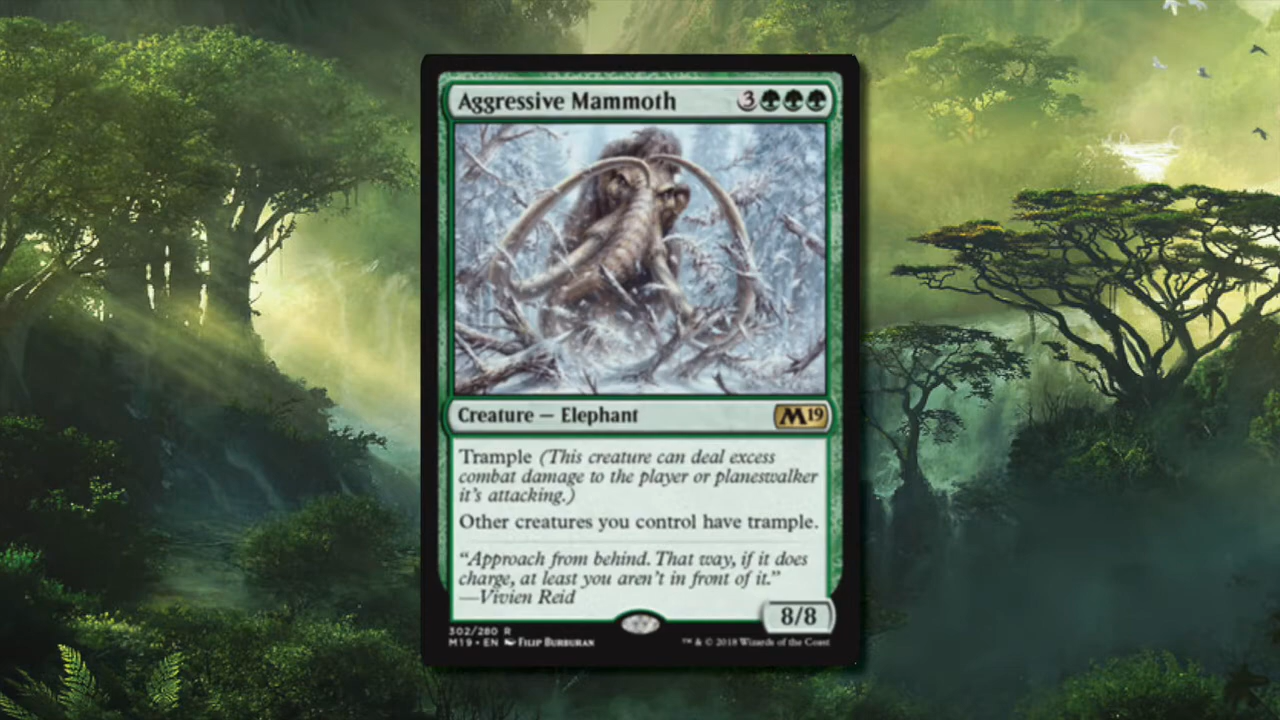 Aggressive Mammoth 3
Creature — Elephant M19
Trample (This creature can deal excess
combat damage to the player or planeswalker
it's attacking.)
Other creatures you control have trample.
“Approach from behind. That way, if it does
charge, at least you aren't in front of it.”
—Vivien Reid
8/8
302/280 R
M19 • EN Filip Burburan ™ & © 2018 Wizards of the Coast